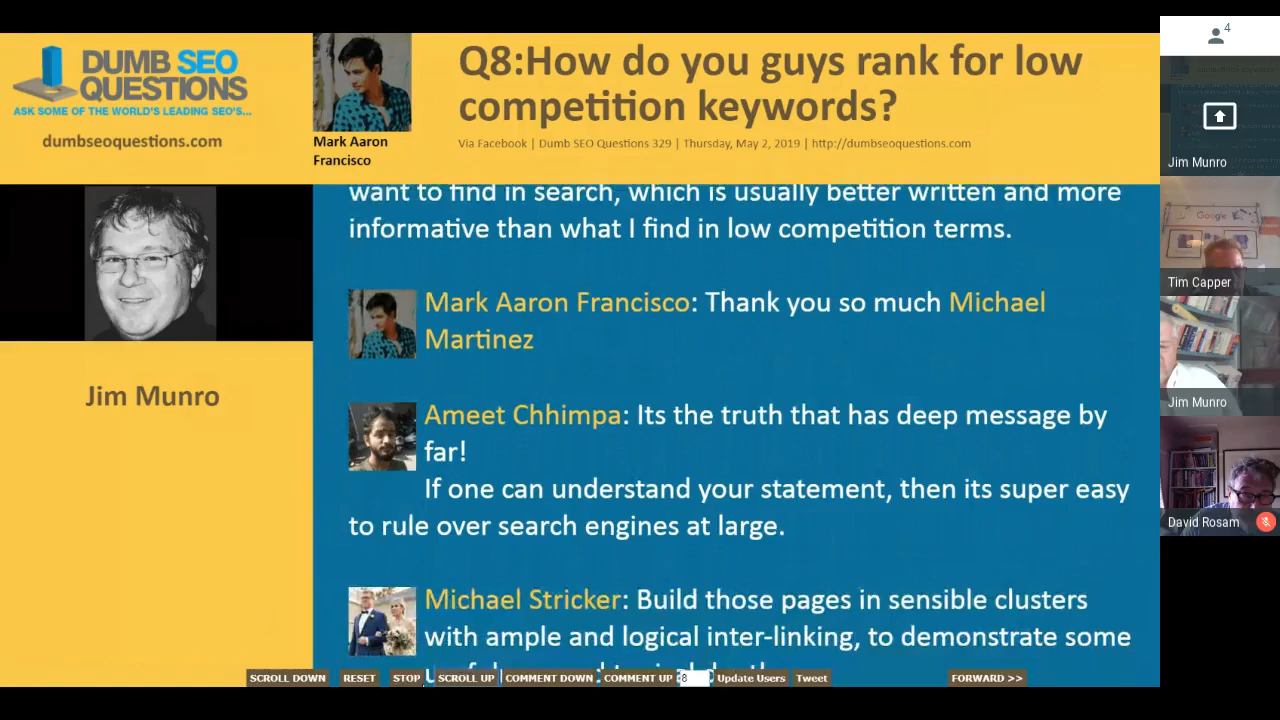 DUMB SEO
QUESTIONS
ASK SOME OF THE WORLD'S LEADING SEO'S...
dumbseoquestions.com
Mark Aaron
Francisco
Q8:How do you guys rank for low
competition keywords?
Via Facebook | Dumb SEO Questions 329 | Thursday, May 2, 2019 | http://dumbseoquestions.com
Jim Munro
want to find in search, which is usually better written and more
informative than what I find in low competition terms.
Mark Aaron Francisco: Thank you so much Michael
Martinez
Ameet Chhimpa: Its the truth that has deep message by
far!
If one can understand your statement, then its super easy
to rule over search engines at large.
Michael Stricker: Build those pages in sensible clusters
with ample and logical inter-linking, to demonstrate some
SCROLL DOWN RESET STOP SCROLL UP COMMENT DOWN COMMENT UP 8 Update Users Tweet FORWARD >>
4
Jim Munro
Google
Tim Capper
Jim Munro
David Rosam